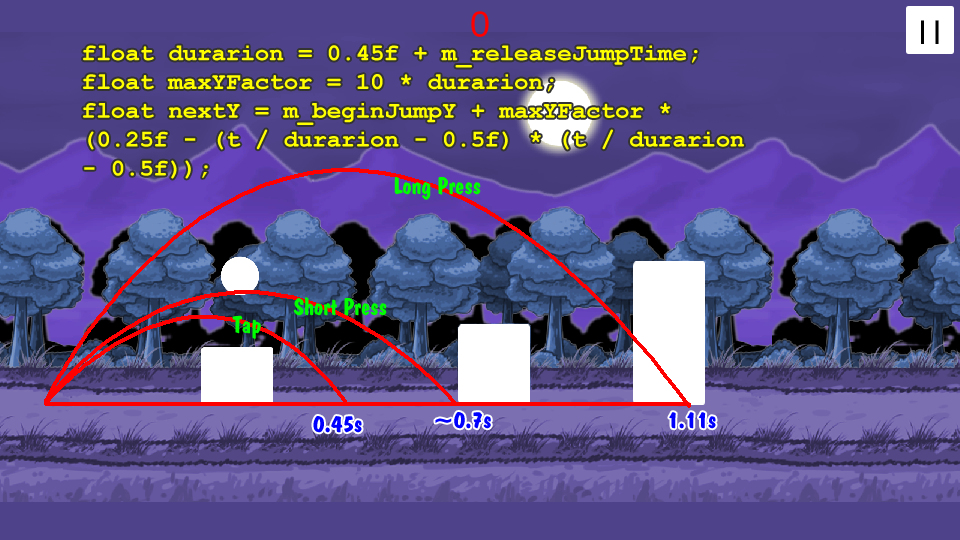 0
float durarion = 0.45f + m_releaseJumpTime;
float maxYFactor = 10 * durarion;
float nextY = m_beginJumpY + maxYFactor *
(0.25f - (t / durarion - 0.5f) * (t / durarion
- 0.5f));
Long Press
Short Press
Tap
0.45s
~0.7s
1.11s